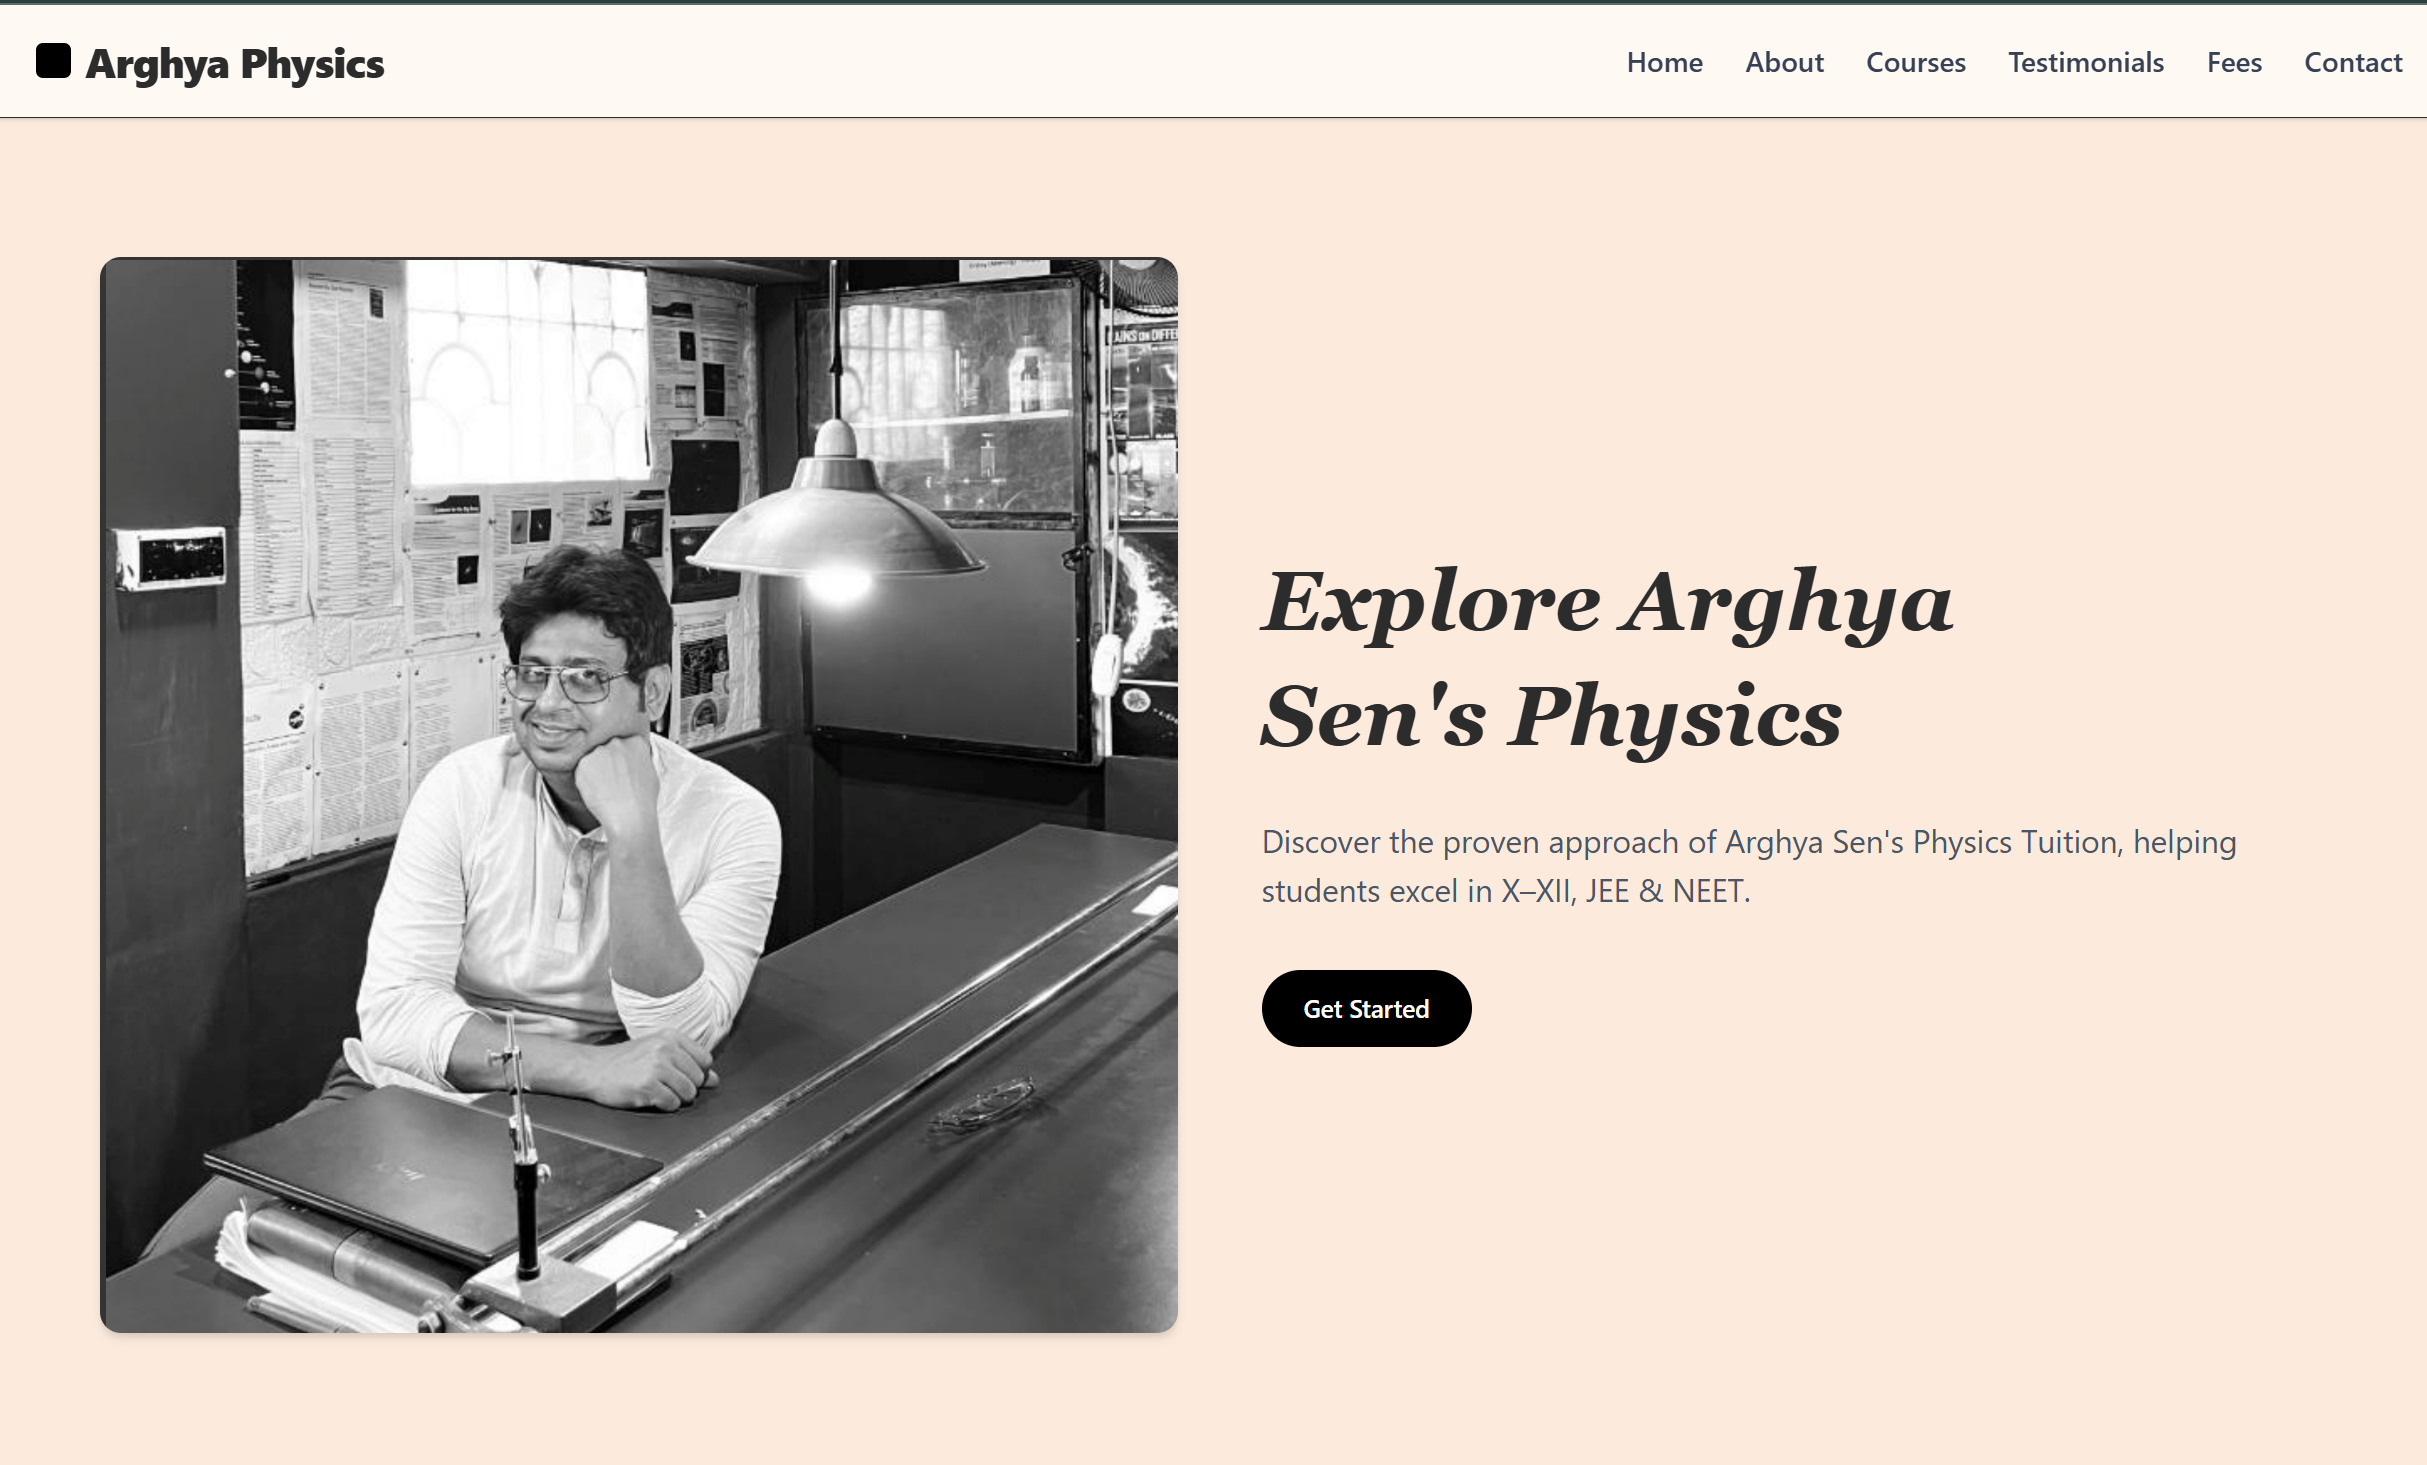 Arghya Physics
Home About Courses Testimonials Fees Contact
Explore Arghya
Sen's Physics
Discover the proven approach of Arghya Sen's Physics Tuition, helping
students excel in X–XII, JEE & NEET.
Get Started